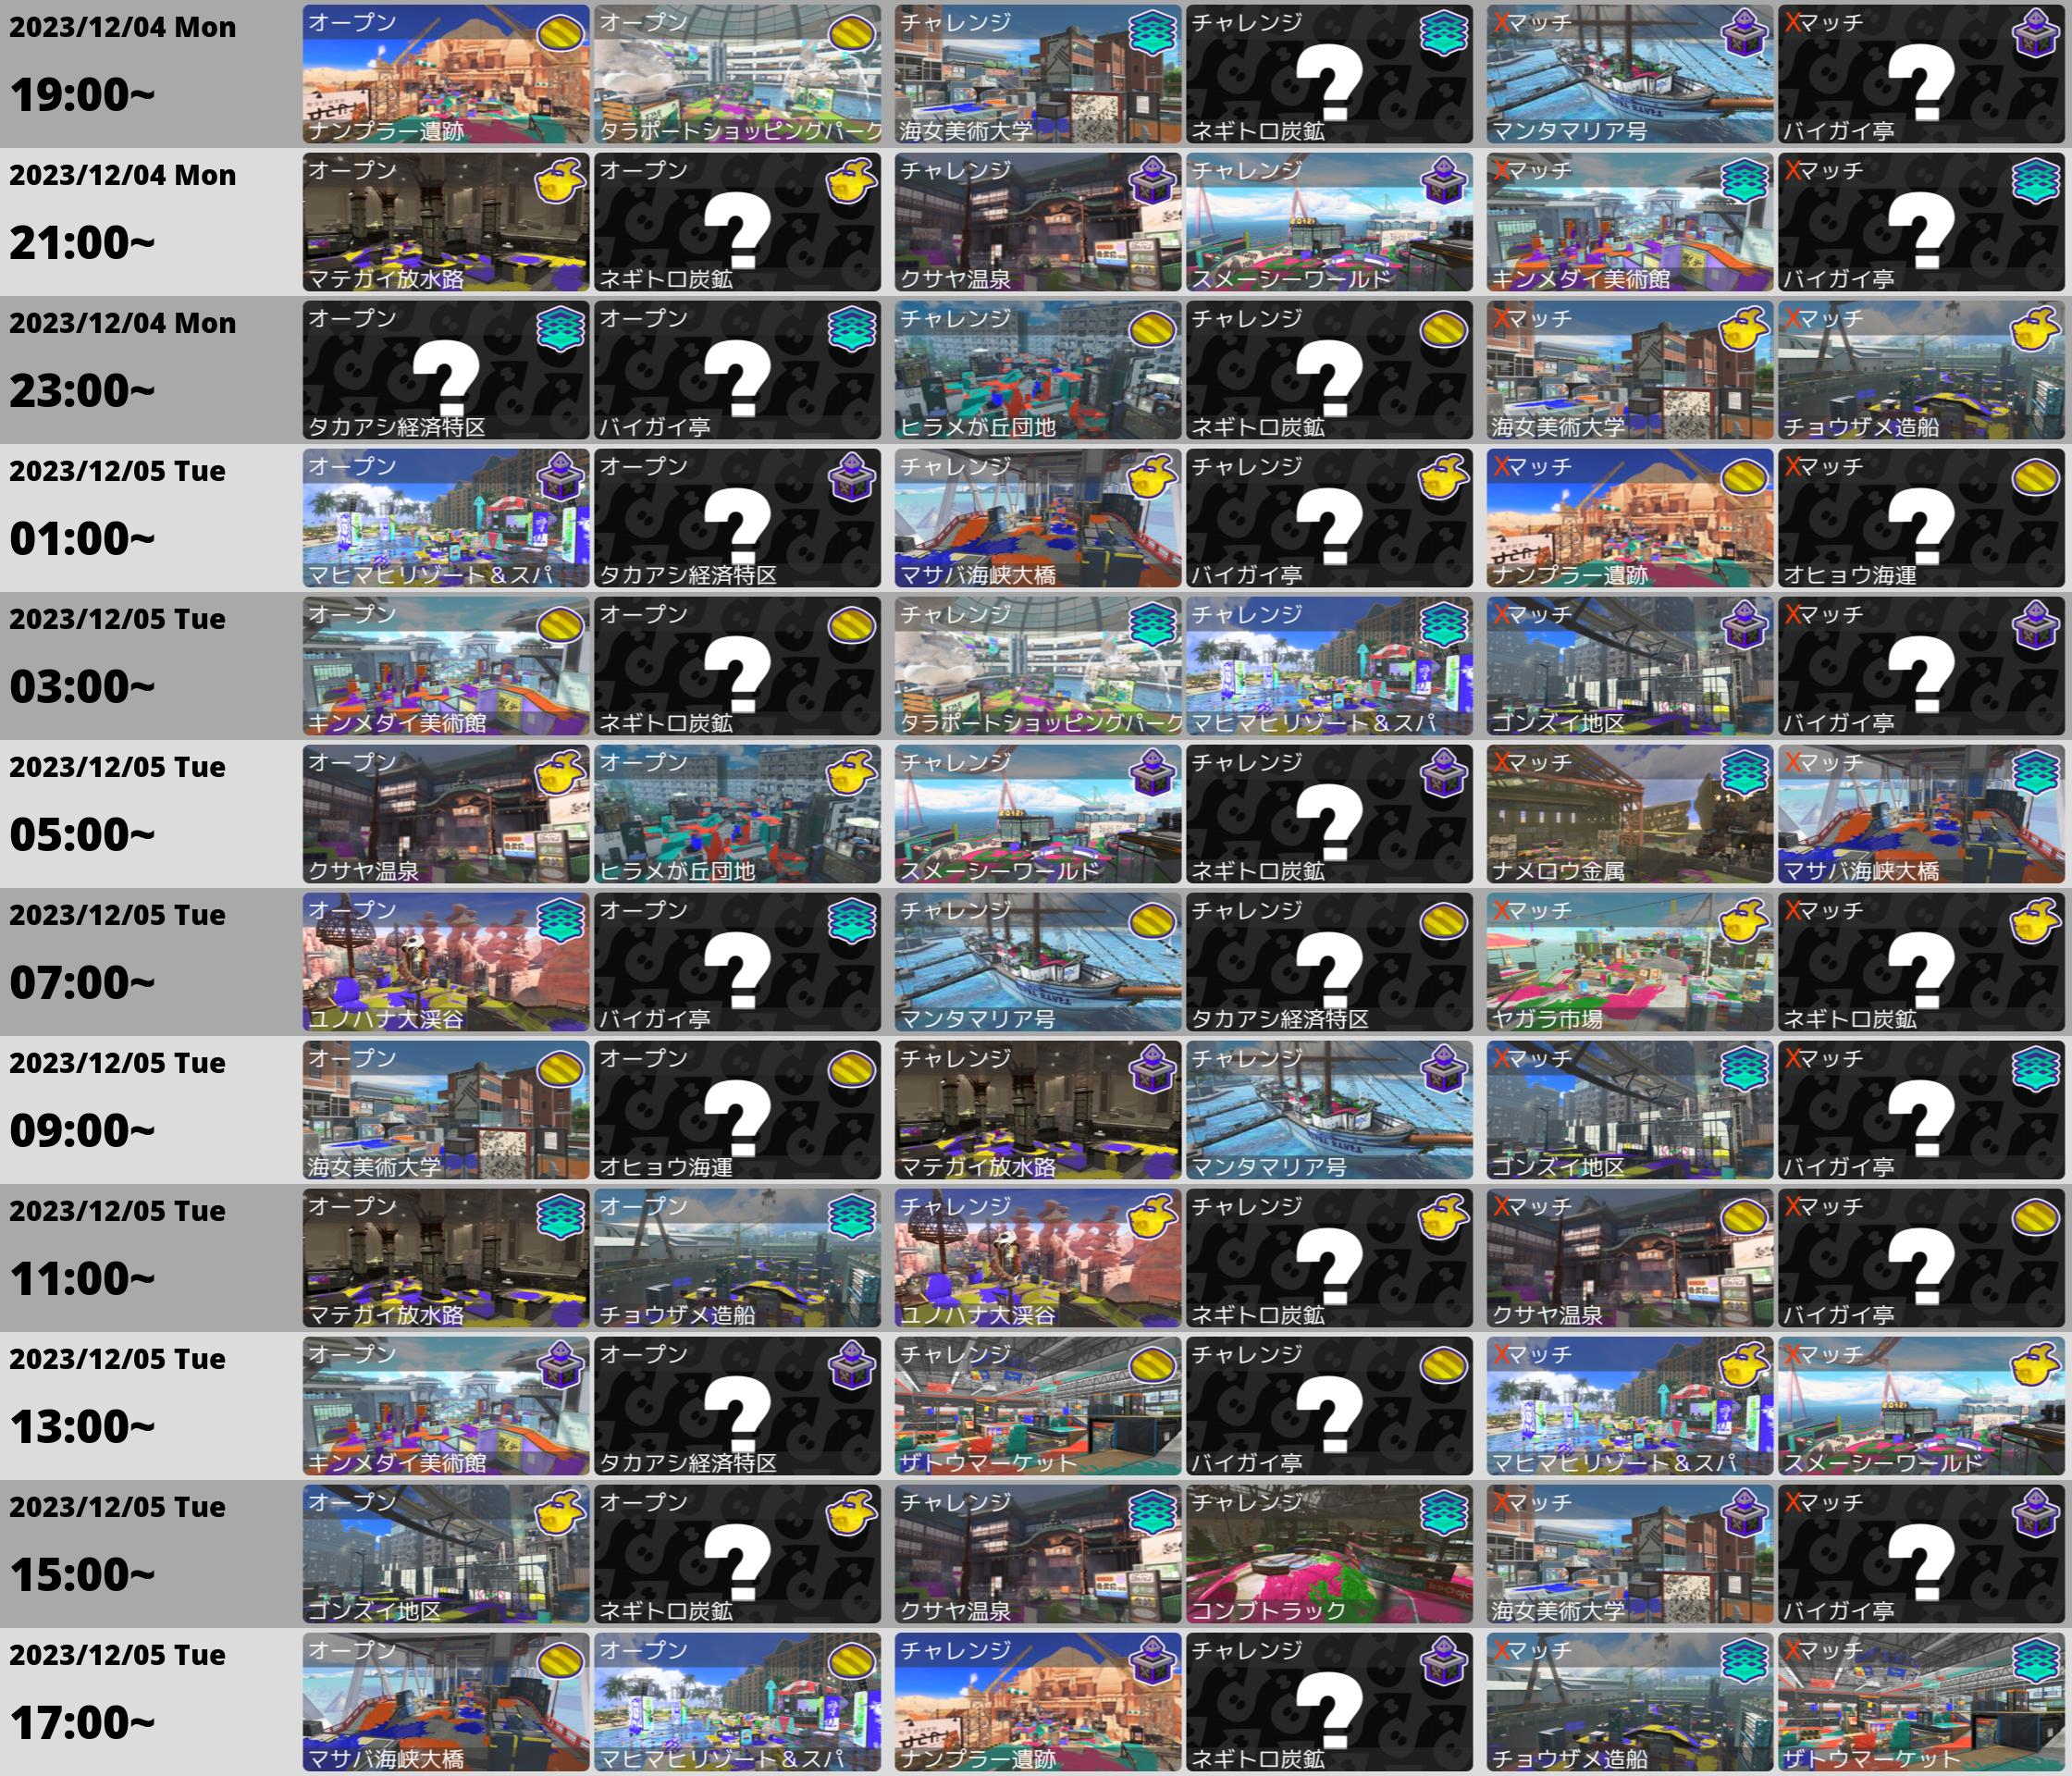 2023/12/04 Mon
19:00~
オープン
ナンプラー遺跡
オープン
タラポートショッピングパーク
チャレンジ
海女美術大学
チャレンジ
ネギトロ炭鉱
Xマッチ
マンタマリア号
Xマッチ
バイガイ亭
2023/12/04 Mon
21:00~
オープン
マテガイ放水路
オープン
ネギトロ炭鉱
チャレンジ
クサヤ温泉
チャレンジ
スメーシーワールド
Xマッチ
キンメダイ美術館
Xマッチ
バイガイ亭
2023/12/04 Mon
23:00~
オープン
タカアシ経済特区
オープン
バイガイ亭
チャレンジ
ヒラメが丘団地
チャレンジ
ネギトロ炭鉱
Xマッチ
海女美術大学
Xマッチ
チョウザメ造船
2023/12/05 Tue
01:00~
オープン
マヒマヒリゾート＆スパ
オープン
タカアシ経済特区
チャレンジ
マサバ海峡大橋
チャレンジ
バイガイ亭
Xマッチ
ナンプラー遺跡
Xマッチ
オヒョウ海運
2023/12/05 Tue
03:00~
オープン
キンメダイ美術館
オープン
ネギトロ炭鉱
チャレンジ
タラポートショッピングパーク
チャレンジ
マヒマヒリゾート＆スパ
Xマッチ
ゴンズイ地区
Xマッチ
バイガイ亭
2023/12/05 Tue
05:00~
オープン
クサヤ温泉
オープン
ヒラメが丘団地
チャレンジ
スメーシーワールド
チャレンジ
ネギトロ炭鉱
Xマッチ
ナメロウ金属
Xマッチ
マサバ海峡大橋
2023/12/05 Tue
07:00~
オープン
ユノハナ大渓谷
オープン
バイガイ亭
チャレンジ
マンタマリア号
チャレンジ
タカアシ経済特区
Xマッチ
ヤガラ市場
Xマッチ
ネギトロ炭鉱
2023/12/05 Tue
09:00~
オープン
海女美術大学
オープン
オヒョウ海運
チャレンジ
マテガイ放水路
チャレンジ
マンタマリア号
Xマッチ
ゴンズイ地区
Xマッチ
バイガイ亭
2023/12/05 Tue
11:00~
オープン
マテガイ放水路
オープン
チョウザメ造船
チャレンジ
ユノハナ大渓谷
チャレンジ
ネギトロ炭鉱
Xマッチ
クサヤ温泉
Xマッチ
バイガイ亭
2023/12/05 Tue
13:00~
オープン
キンメダイ美術館
オープン
タカアシ経済特区
チャレンジ
ザトウマーケット
チャレンジ
バイガイ亭
Xマッチ
マヒマヒリゾート＆スパ
Xマッチ
スメーシーワールド
2023/12/05 Tue
15:00~
オープン
ゴンズイ地区
オープン
ネギトロ炭鉱
チャレンジ
クサヤ温泉
チャレンジ
コンブトラック
Xマッチ
海女美術大学
Xマッチ
バイガイ亭
2023/12/05 Tue
17:00~
オープン
マサバ海峡大橋
オープン
マヒマヒリゾート＆スパ
チャレンジ
ナンプラー遺跡
チャレンジ
ネギトロ炭鉱
Xマッチ
チョウザメ造船
Xマッチ
ザトウマーケット